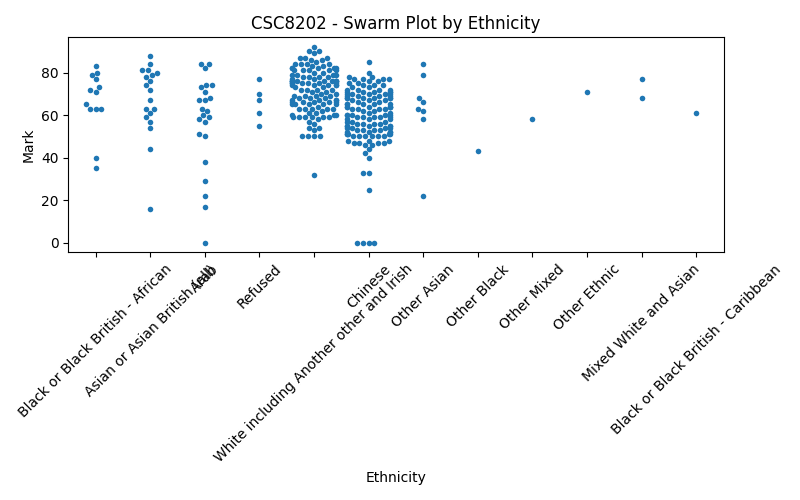 CSC8202 - Swarm Plot by Ethnicity
Mark
80
60
40
20
0
Black or Black British - African
Asian or Asian British
Arab
Refused
White including Another other and Irish
Chinese
Other Asian
Other Black
Other Mixed
Other Ethnic
Mixed White and Asian
Black or Black British - Caribbean
Ethnicity